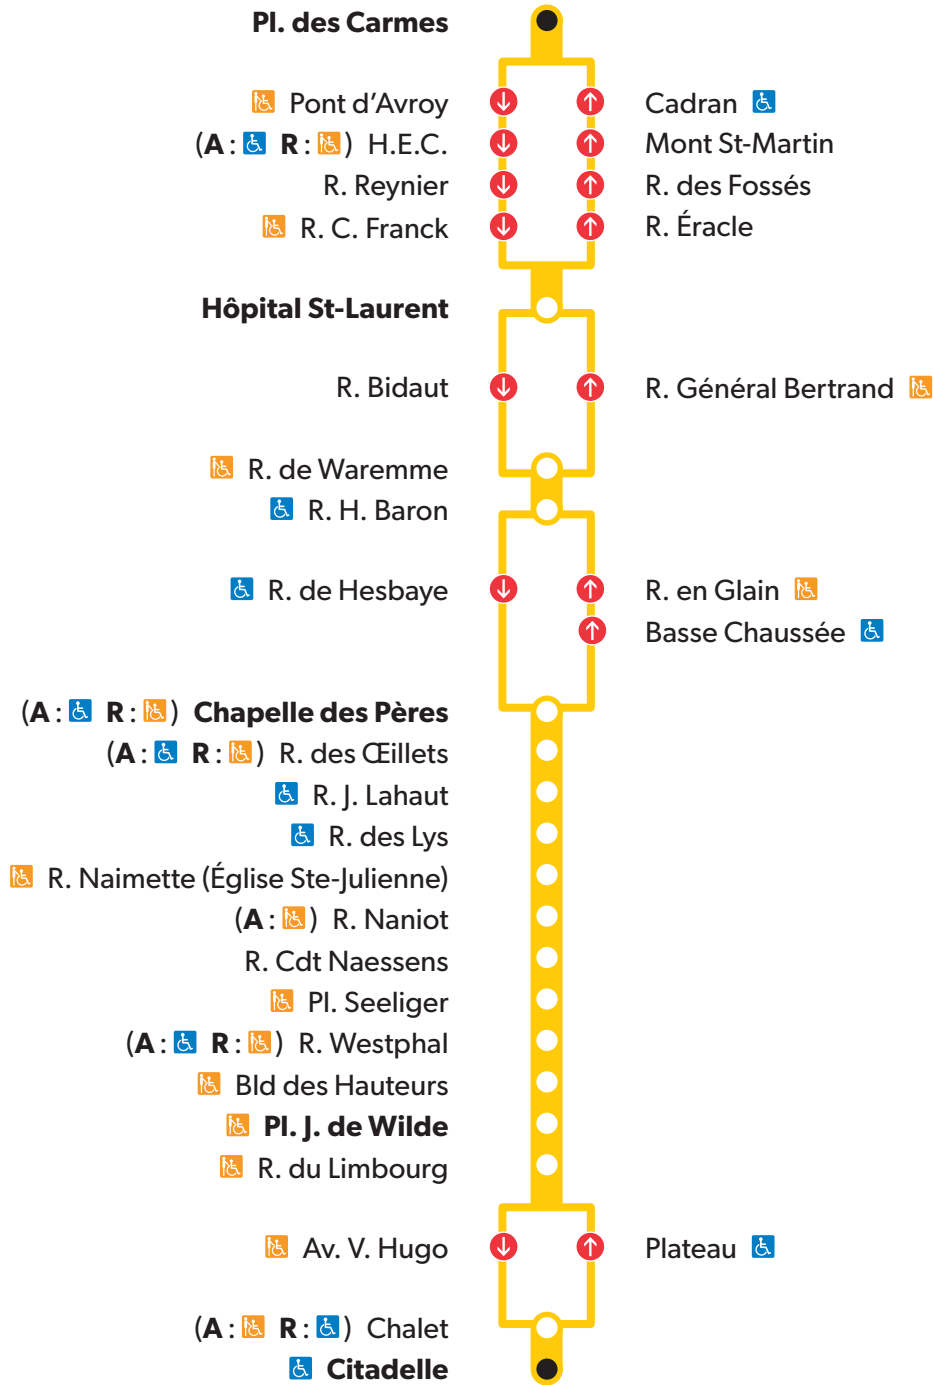 Pl. des Carmes
Pont d’Avroy
Cadran
(A : R : ) H.E.C.
Mont St-Martin
R. Reynier
R. des Fossés
R. C. Franck
R. Éracle
Hôpital St-Laurent
R. Bidaut
R. Général Bertrand
R. de Waremme
R. H. Baron
R. de Hesbaye
R. en Glain
Basse Chaussée
(A : R : ) Chapelle des Pères
(A : R : ) R. des Œillets
R. J. Lahaut
R. des Lys
R. Naimette (Église Ste-Julienne)
(A : ) R. Naniot
R. Cdt Naessens
Pl. Seeliger
(A : R : ) R. Westphal
Bld des Hauteurs
Pl. J. de Wilde
R. du Limbourg
Av. V. Hugo
Plateau
(A : R : ) Chalet
Citadelle